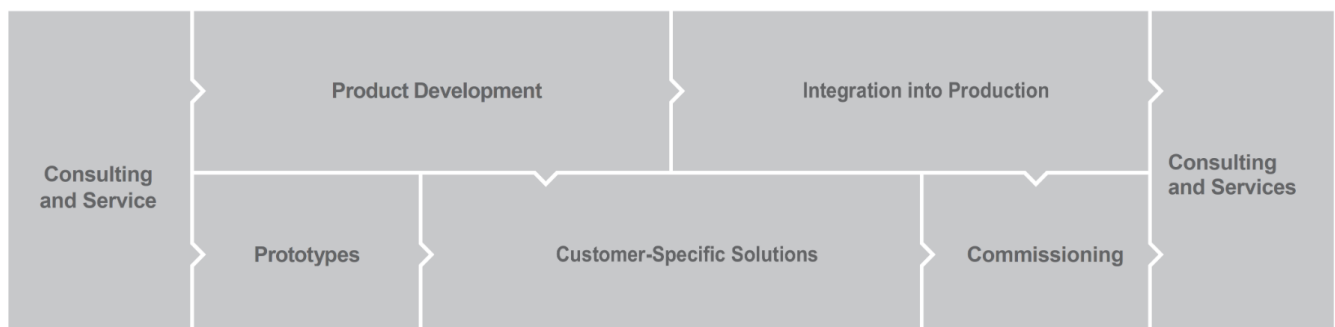 Consulting
and Service
Product Development
Integration into Production
Prototypes
Customer-Specific Solutions
Commissioning
Consulting
and Services